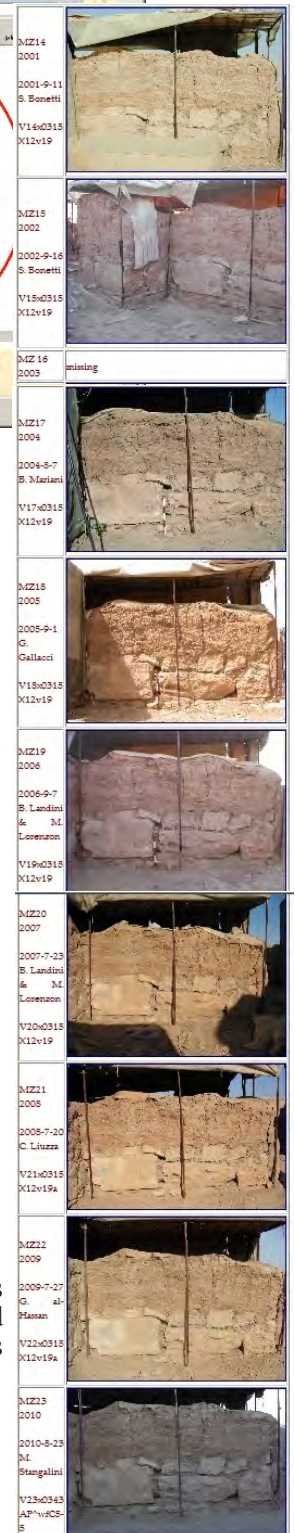 MZ14
2001
2001-9-11
S. Bonetti
V14x0315
X12v19
MZ15
2002
2002-9-16
S. Bonetti
V15x0315
X12v19
MZ 16
2003
missing
MZ17
2004
2004-8-7
B. Mariani
V17x0315
X12v19
MZ18
2005
2005-9-1
G.
Gallacci
V18x0315
X12v19
MZ19
2006
2006-9-7
B. Landini
& M.
Lorenzon
V19x0315
X12v19
MZ20
2007
2007-7-23
B. Landini
& M.
Lorenzon
V20x0315
X12v19
MZ21
2008
2008-7-20
C. Liuzza
V21x0315
X12v19a
MZ22
2009
2009-7-27
G. al-
Hassan
V22x0315
X12v19a
MZ23
2010
2010-8-23
M.
Stangalini
V23x0343